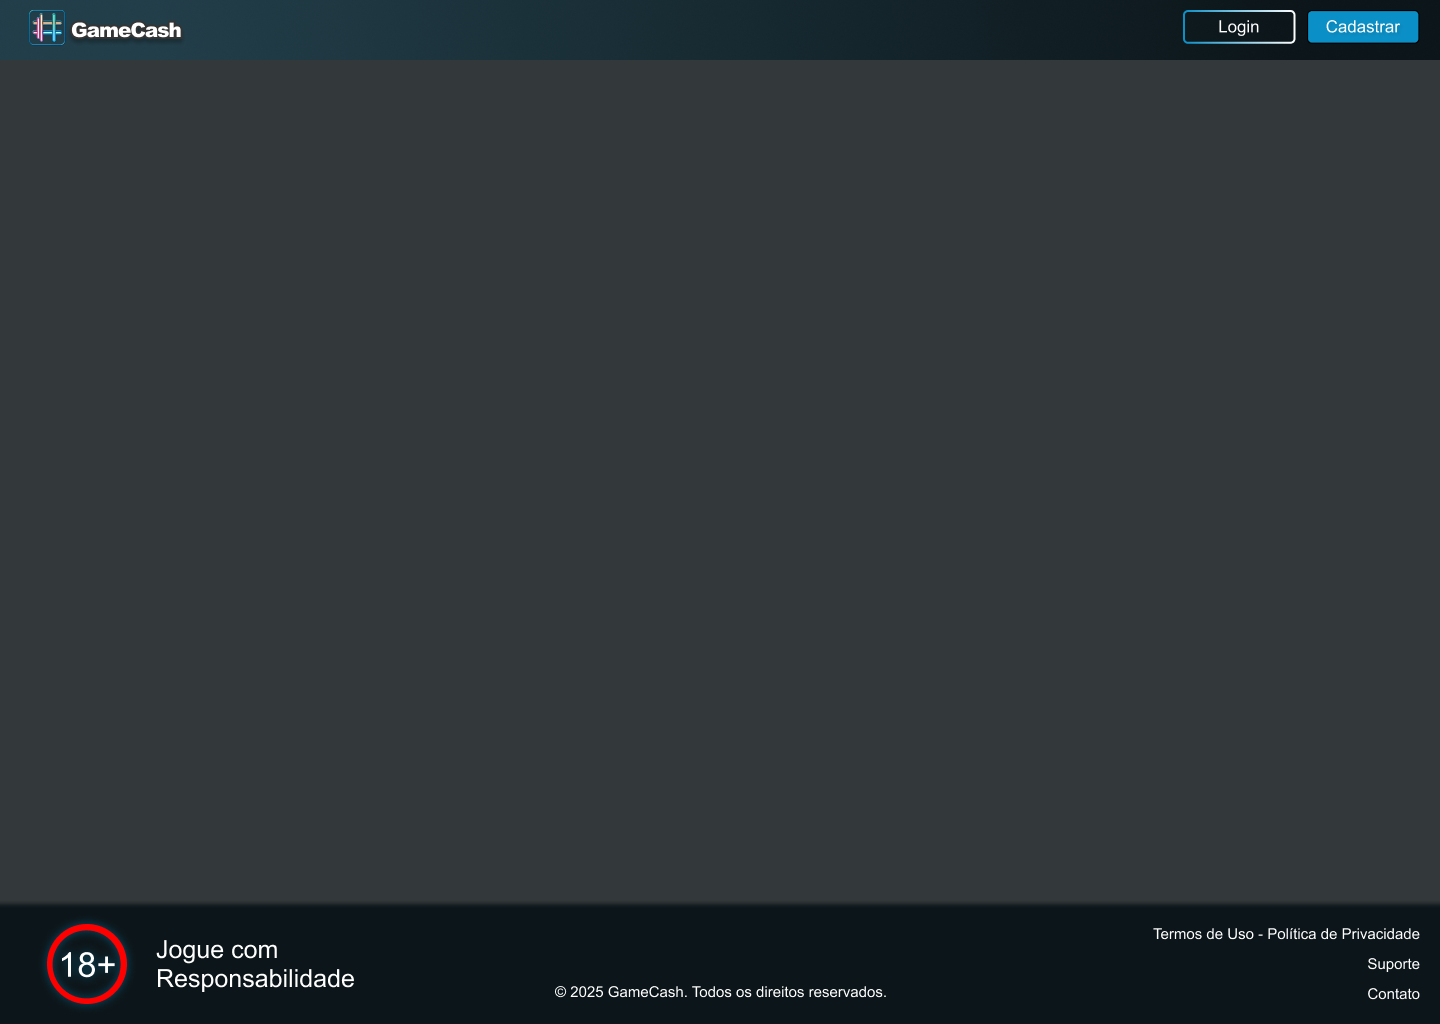 GameCash
Login
Cadastrar
18+
Jogue com
Responsabilidade
© 2025 GameCash. Todos os direitos reservados.
Termos de Uso - Política de Privacidade
Suporte
Contato